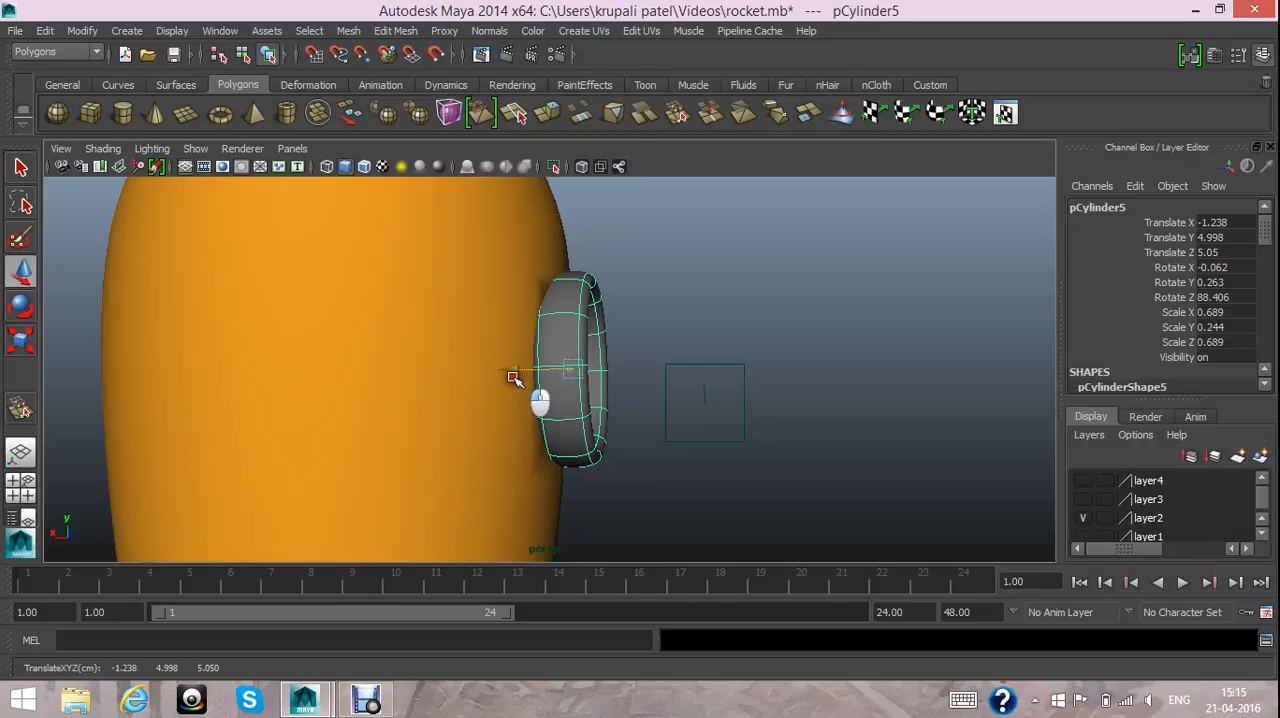 Autodesk Maya 2014 x64: C:\Users\krupali patel\Videos\rocket.mb* --- pCylinder5
File Edit Modify Create Display Window Assets Select Mesh Edit Mesh Proxy Normals Color Create UVs Edit UVs Muscle Pipeline Cache Help
Polygons
General Curves Surfaces Polygons Deformation Animation Dynamics Rendering PaintEffects Toon Muscle Fluids Fur nHair nCloth Custom
View Shading Lighting Show Renderer Panels
Channel Box / Layer Editor
Channels Edit Object Show
pCylinder5
Translate X -1.238
Translate Y 4.998
Translate Z 5.05
Rotate X -0.062
Rotate Y 0.263
Rotate Z 88.406
Scale X 0.689
Scale Y 0.244
Scale Z 0.689
Visibility on
SHAPES
pCylinderShape5
Display Render Anim
Layers Options Help
layer4
layer3
V layer2
layer1
y
x
persp
1 2 3 4 5 6 7 8 9 10 11 12 13 14 15 16 17 18 19 20 21 22 23 24 1.00
1.00 1.00 1 24 24.00 48.00 No Anim Layer No Character Set
MEL
TranslateXYZ(cm): -1.238 4.998 5.050
MAYA
ENG
15:15
21-04-2016